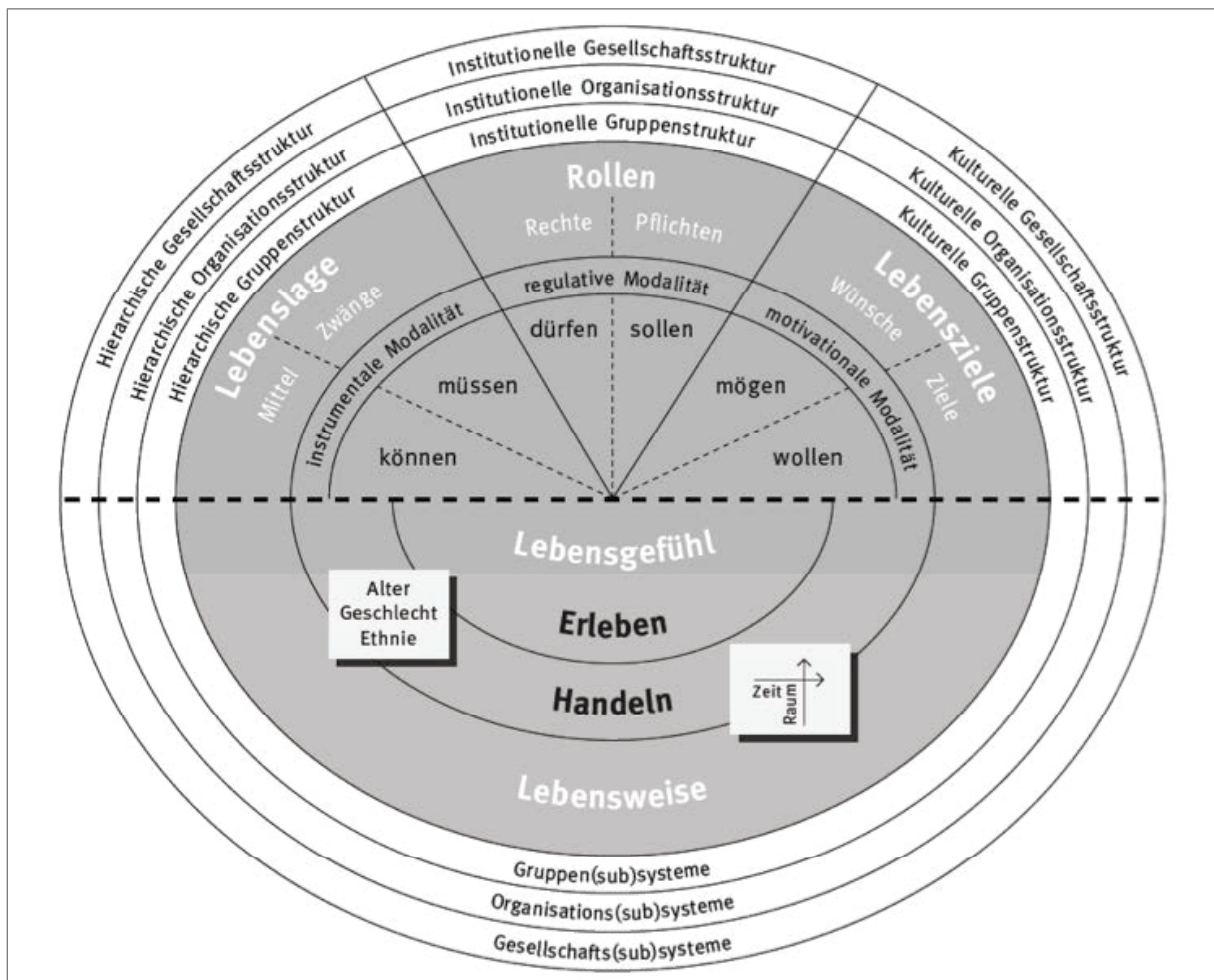 Institutionelle Gesellschaftsstruktur
Institutionelle Organisationsstruktur
Institutionelle Gruppenstruktur
Hierarchische Gesellschaftsstruktur
Hierarchische Organisationsstruktur
Hierarchische Gruppenstruktur
Kulturelle Gesellschaftsstruktur
Kulturelle Organisationsstruktur
Kulturelle Gruppenstruktur
Rollen
Rechte
Pflichten
Lebenslage
Zwänge
Mittel
Lebensziele
Wünsche
Ziele
instrumentale Modalität
regulative Modalität
motivationale Modalität
dürfen
sollen
müssen
mögen
können
wollen
Lebensgefühl
Alter
Geschlecht
Ethnie
Erleben
Handeln
Zeit
Raum
Lebensweise
Gruppen(sub)systeme
Organisations(sub)systeme
Gesellschafts(sub)systeme